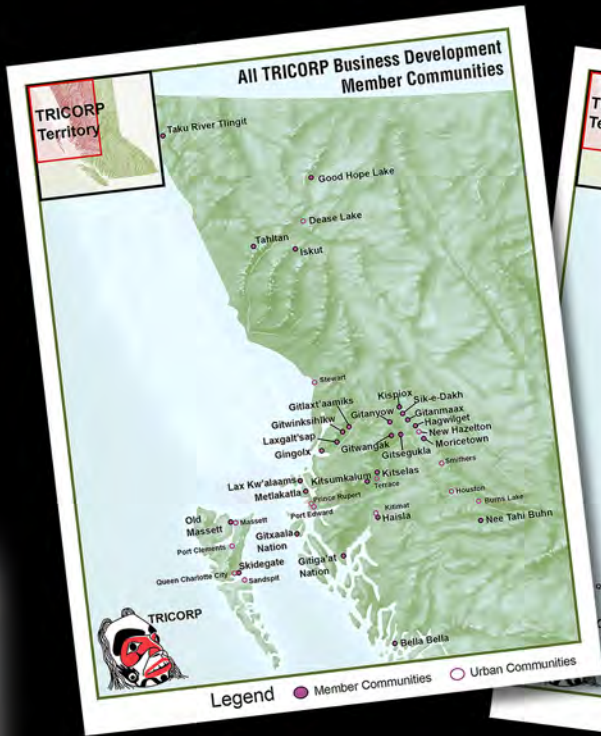 All TRICORP Business Development
Member Communities
TRICORP
Territory
Taku River Tlingit
Good Hope Lake
Dease Lake
Tahltan
Iskut
Stewart
Kispiox
Sik-e-Dakh
Gitlaxt'aamiks
Gitanyow
Gitanmaax
Gitwinksihlkw
Hagwilget
Laxgalt'sap
New Hazelton
Gitwangak
Moricetown
Gingolx
Gitsegukla
Smithers
Lax Kw'alaams
Kitsumkalum
Kitselas
Terrace
Metlakatla
Prince Rupert
Houston
Port Edward
Kitimat
Burns Lake
Haisla
Old
Massett
Massett
Nee Tahi Buhn
Gitxaala
Nation
Port Clements
Gitiga'at
Nation
Skidegate
Queen Charlotte City
Sandspit
TRICORP
Bella Bella
Legend
Member Communities
Urban Communities